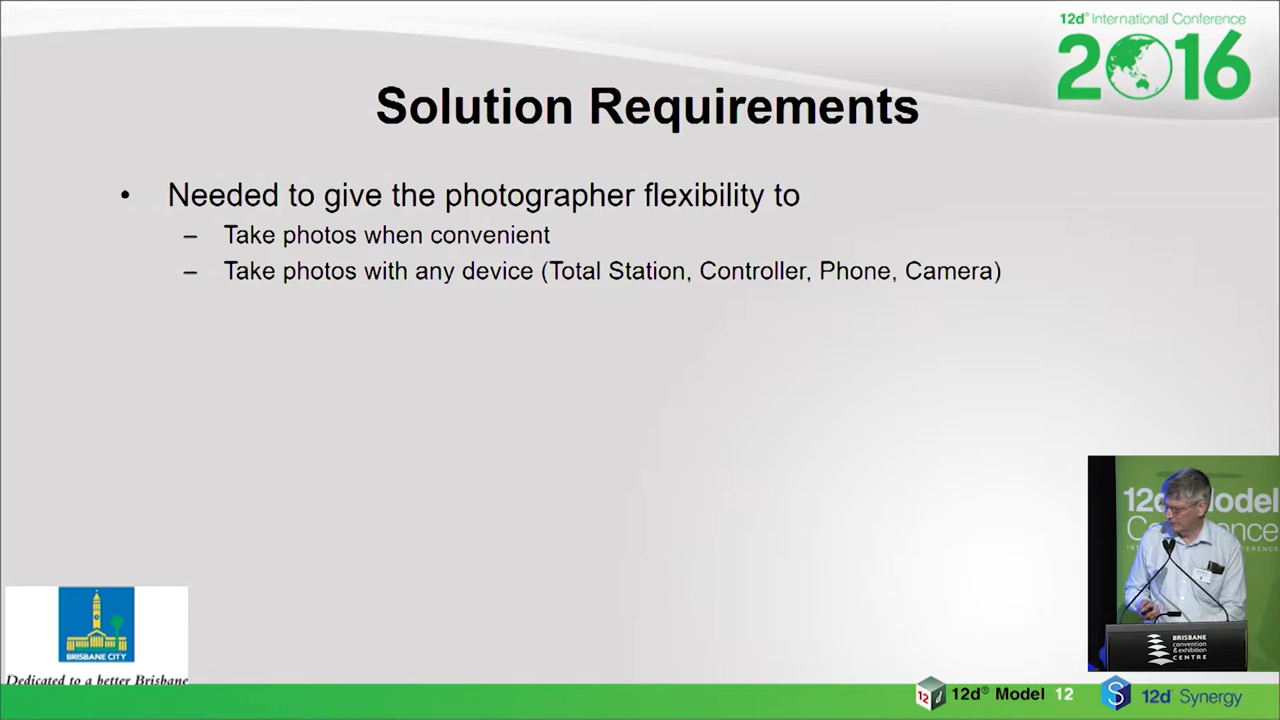 12d® International Conference
2016
Solution Requirements
• Needed to give the photographer flexibility to
– Take photos when convenient
– Take photos with any device (Total Station, Controller, Phone, Camera)
12d Model
Conference
BRISBANE
convention
& exhibition
CENTRE
BRISBANE CITY
Dedicated to a better Brisbane
12d® Model 12
12d® Synergy